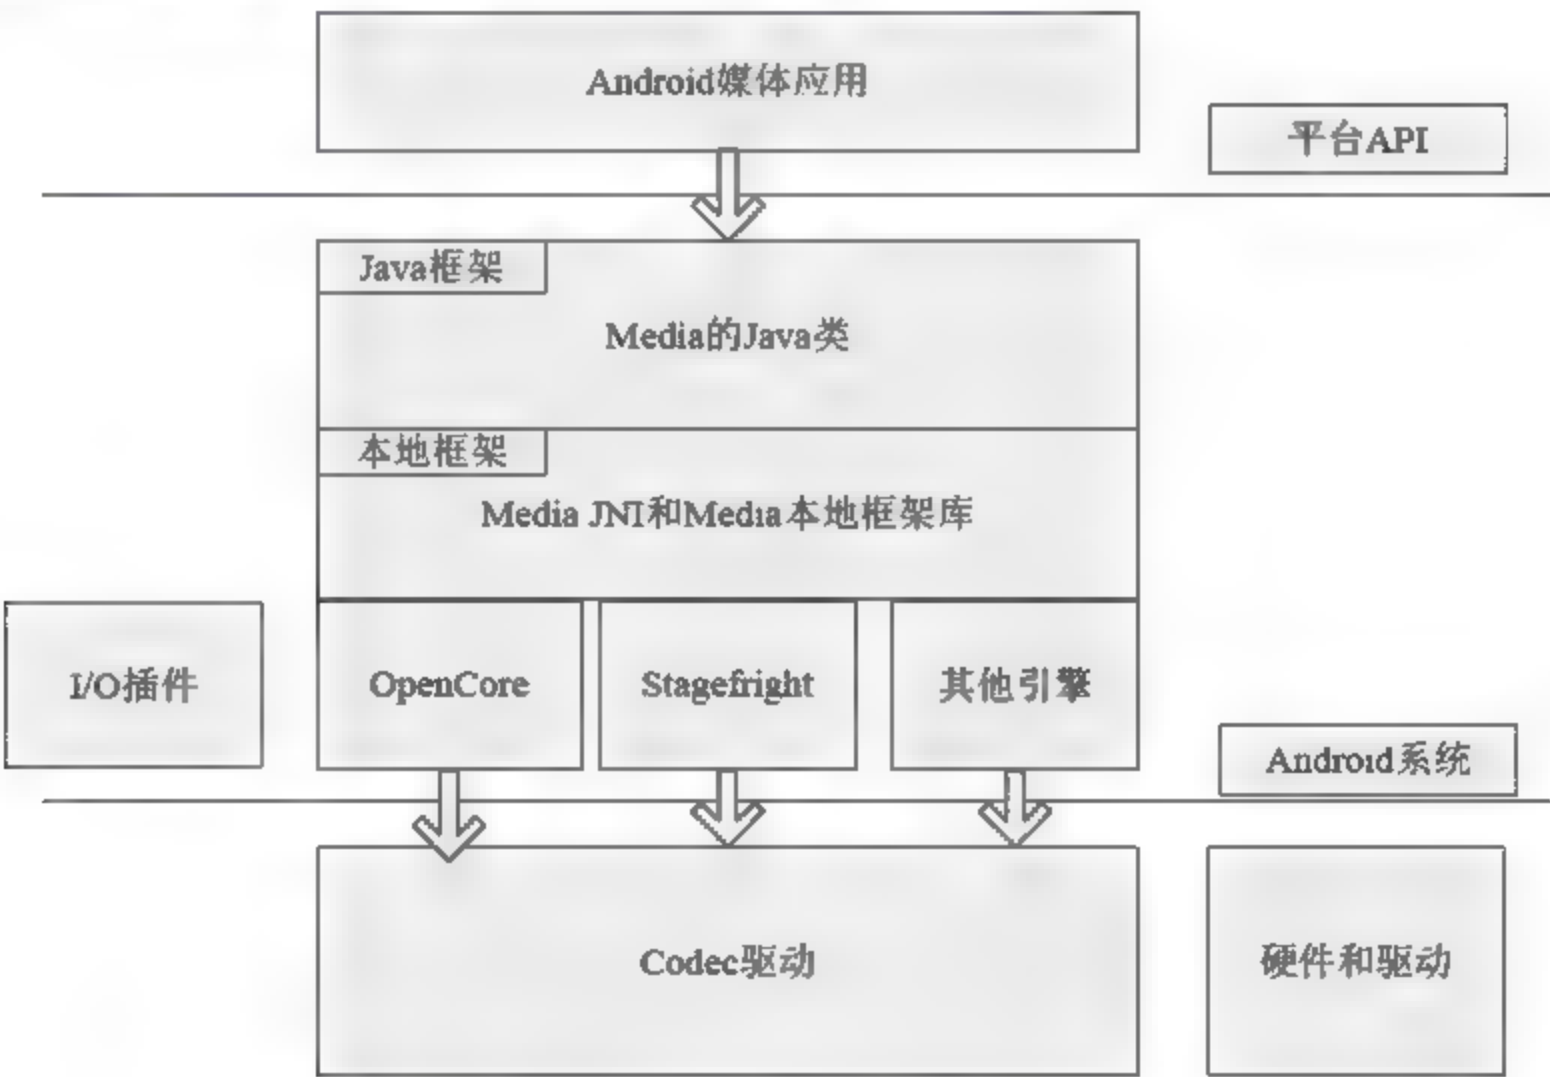 Android媒体应用
平台API
Java框架
Media的Java类
本地框架
Media JNI和Media本地框架库
I/O插件
OpenCore
Stagefright
其他引擎
Android系统
Codec驱动
硬件和驱动